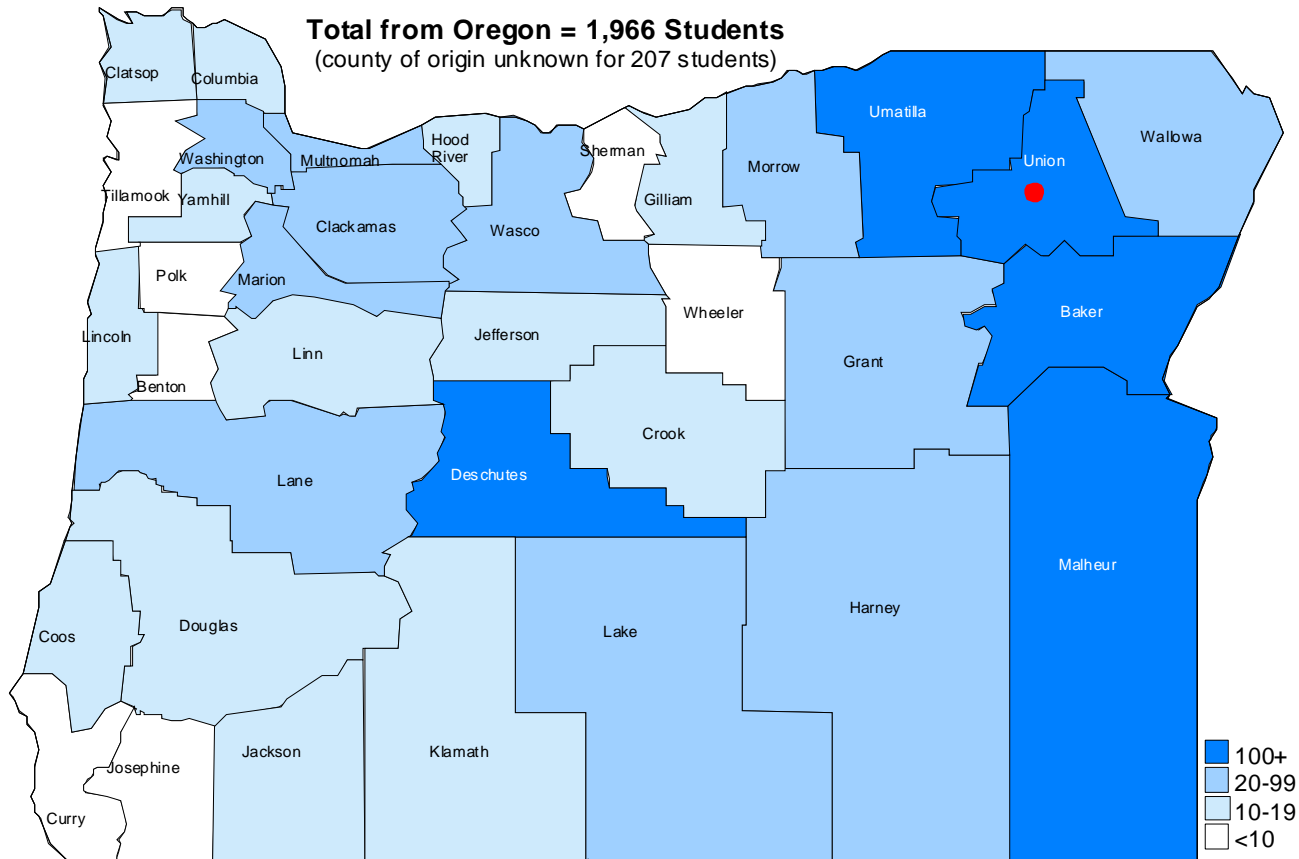 Total from Oregon = 1,966 Students
(county of origin unknown for 207 students)
Clatsop
Columbia
Umatilla
Hood
River
Wallowa
Washington
Multnomah
Sherman
Morrow
Union
Tillamook
Yamhill
Gilliam
Clackamas
Wasco
Polk
Marion
Wheeler
Baker
Lincoln
Jefferson
Linn
Grant
Benton
Crook
Lane
Deschutes
Malheur
Harney
Coos
Douglas
Lake
Jackson
Klamath
Josephine
Curry
100+
20-99
10-19
<10